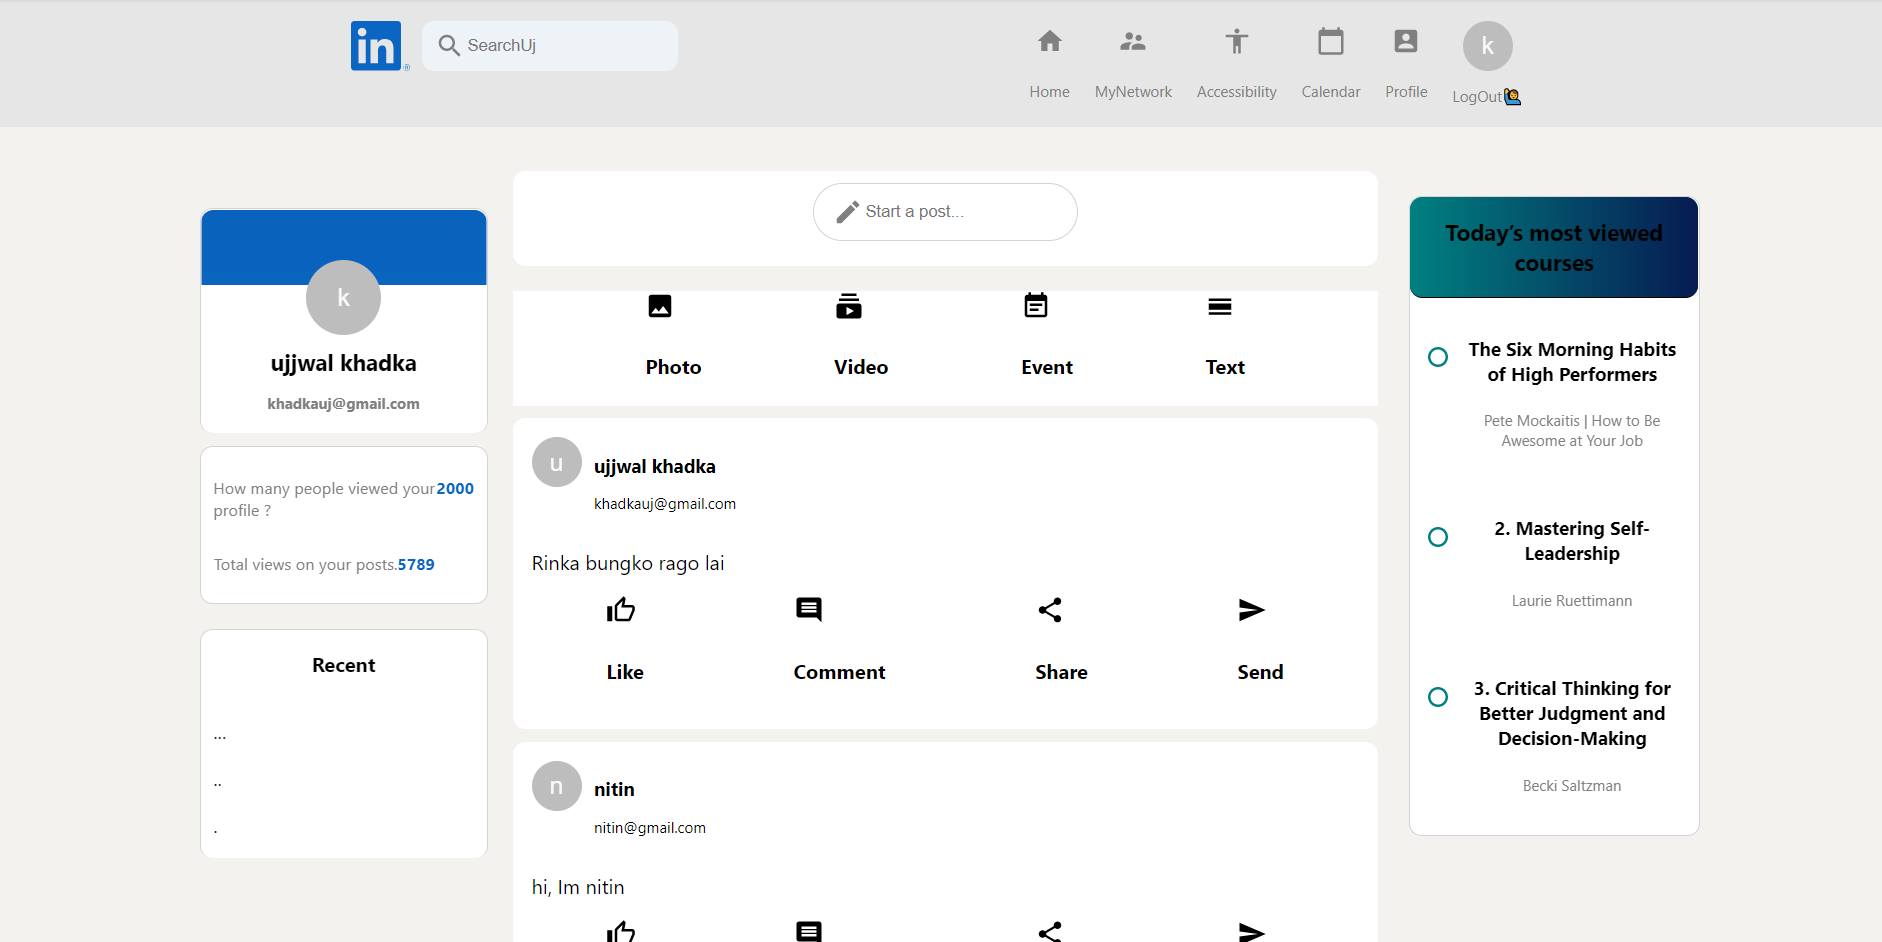 in
SearchUj
Home
MyNetwork
Accessibility
Calendar
Profile
k
LogOut🙋
k
ujjwal khadka
khadkauj@gmail.com
How many people viewed your 2000
profile ?
Total views on your posts.5789
Recent
...
..
.
Start a post...
Photo
Video
Event
Text
u
ujjwal khadka
khadkauj@gmail.com
Rinka bungko rago lai
Like
Comment
Share
Send
n
nitin
nitin@gmail.com
hi, Im nitin
Today's most viewed
courses
The Six Morning Habits
of High Performers
Pete Mockaitis | How to Be
Awesome at Your Job
2. Mastering Self-
Leadership
Laurie Ruettimann
3. Critical Thinking for
Better Judgment and
Decision-Making
Becki Saltzman